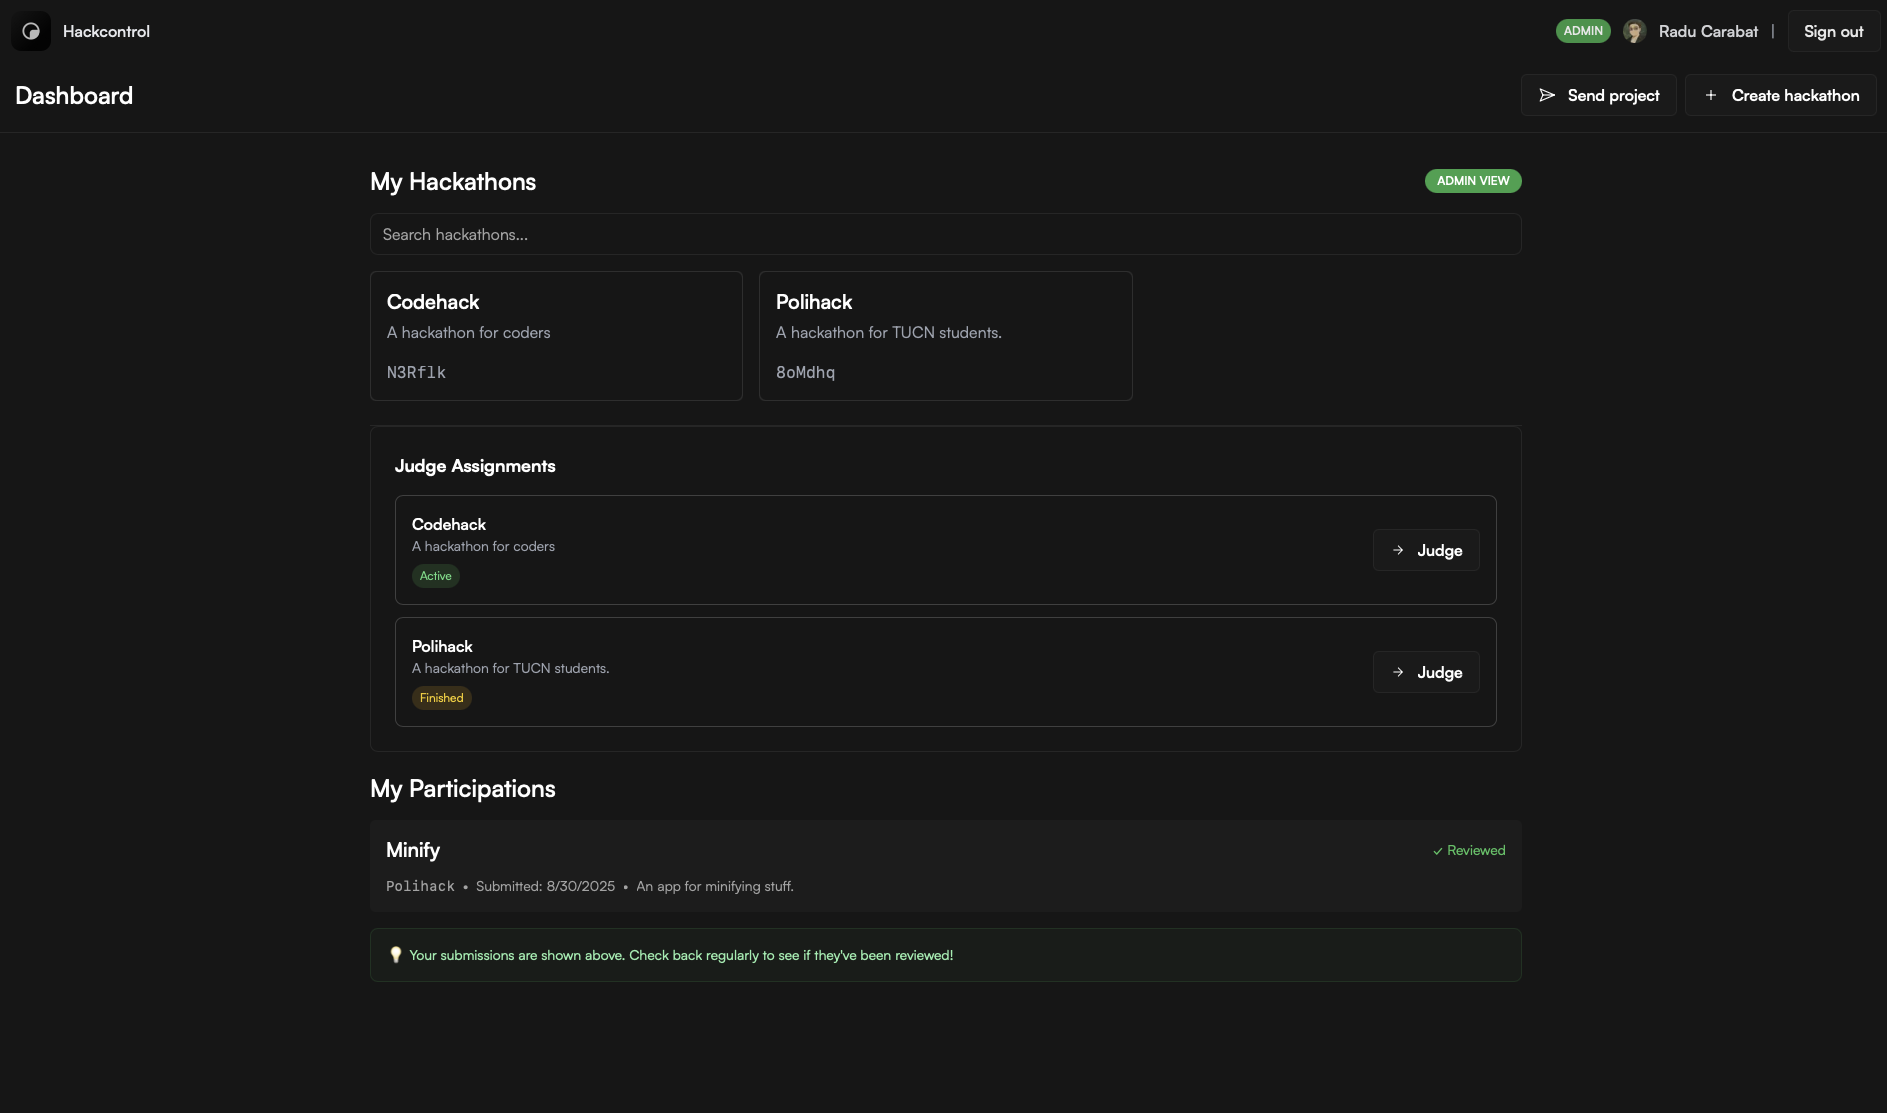 Hackcontrol
ADMIN
Radu Carabat |
Sign out
Dashboard
Send project
Create hackathon
My Hackathons
ADMIN VIEW
Search hackathons...
Codehack
A hackathon for coders
N3Rflk
Polihack
A hackathon for TUCN students.
8oMdhq
Judge Assignments
Codehack
A hackathon for coders
Active
Judge
Polihack
A hackathon for TUCN students.
Finished
Judge
My Participations
Minify
✓ Reviewed
Polihack • Submitted: 8/30/2025 • An app for minifying stuff.
💡 Your submissions are shown above. Check back regularly to see if they've been reviewed!